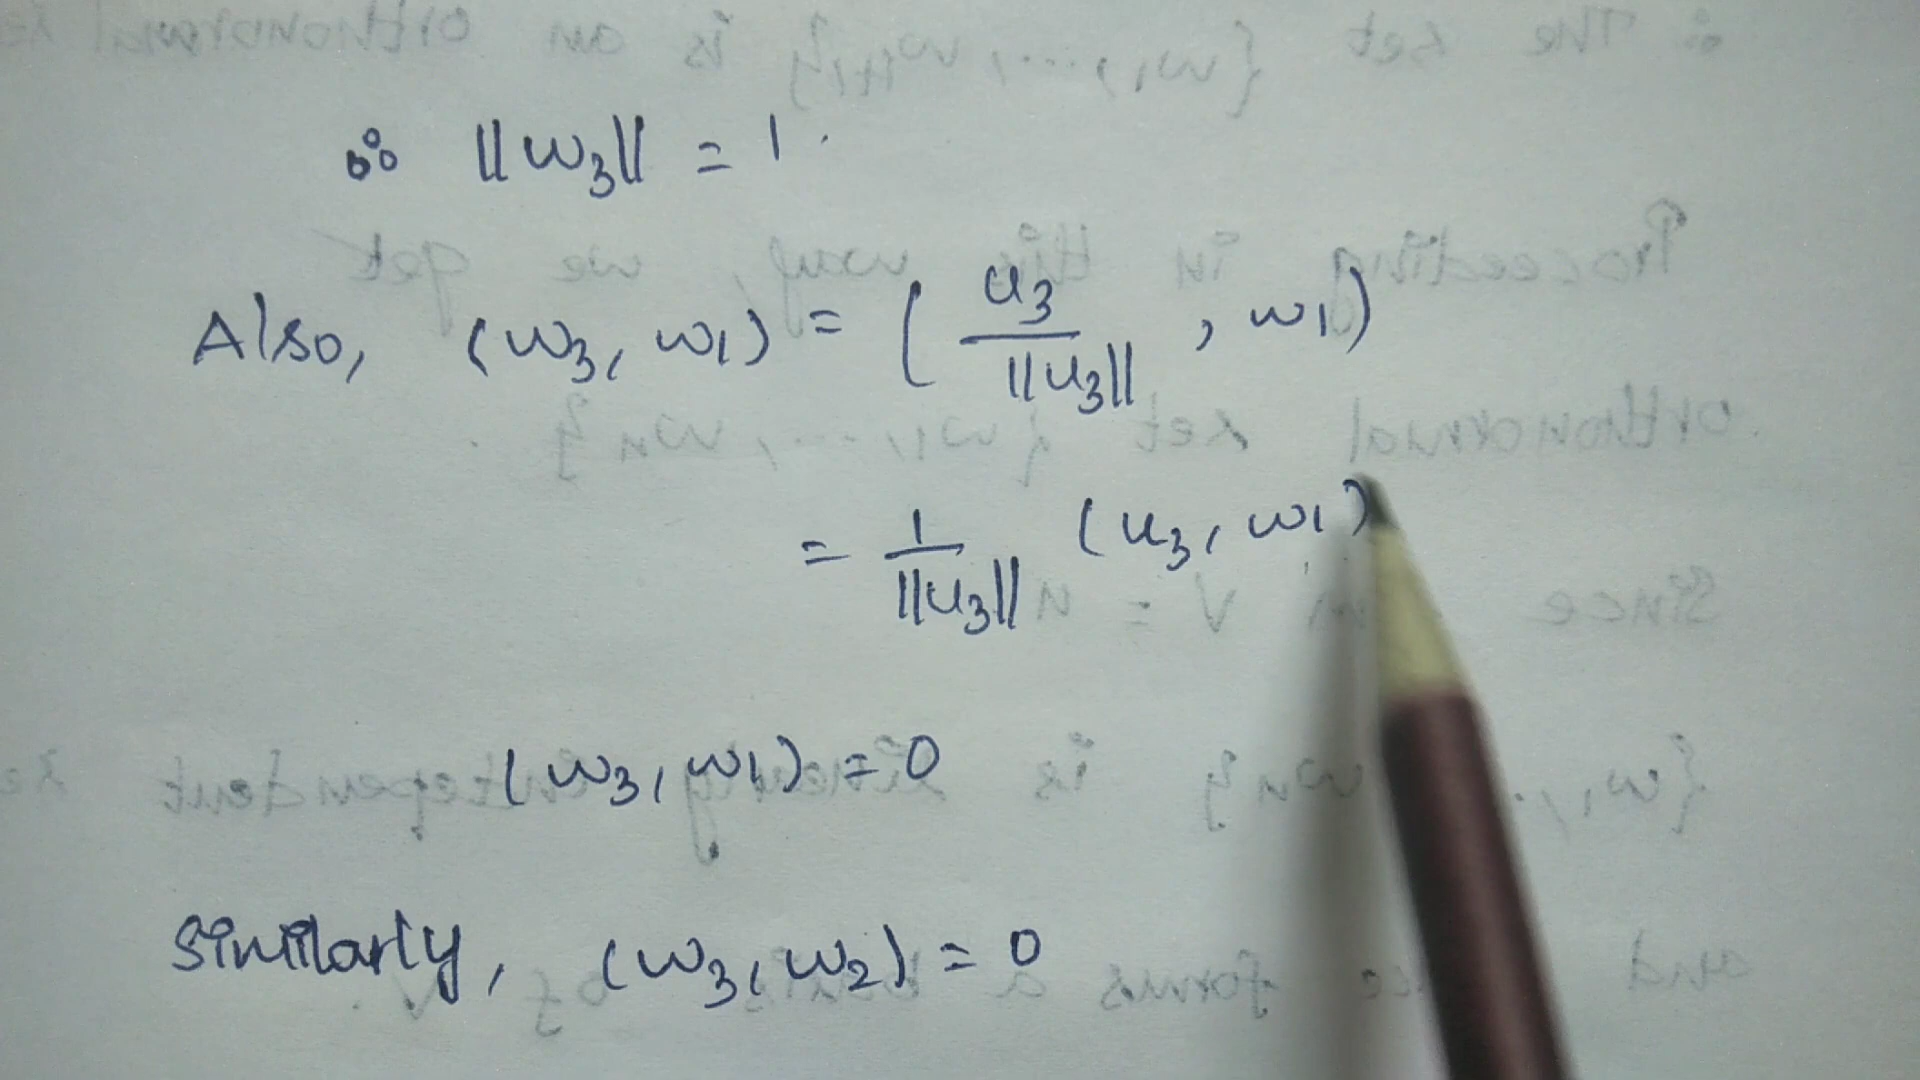 ∴ ||w₃|| = 1.
Also, (w₃, w₁) = ( u₃ / ||u₃|| , w₁)
= 1 / ||u₃|| (u₃, w₁)
(w₃, w₁) = 0
Similarly, (w₃, w₂) = 0